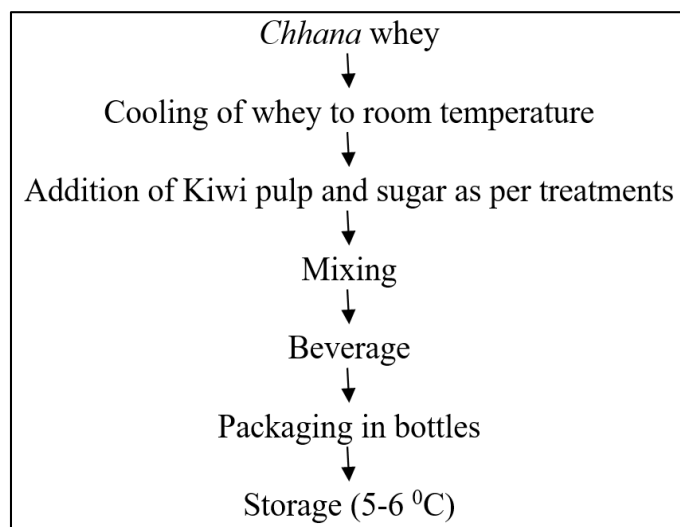 Chhana whey
Cooling of whey to room temperature
Addition of Kiwi pulp and sugar as per treatments
Mixing
Beverage
Packaging in bottles
Storage (5-6 ⁰C)